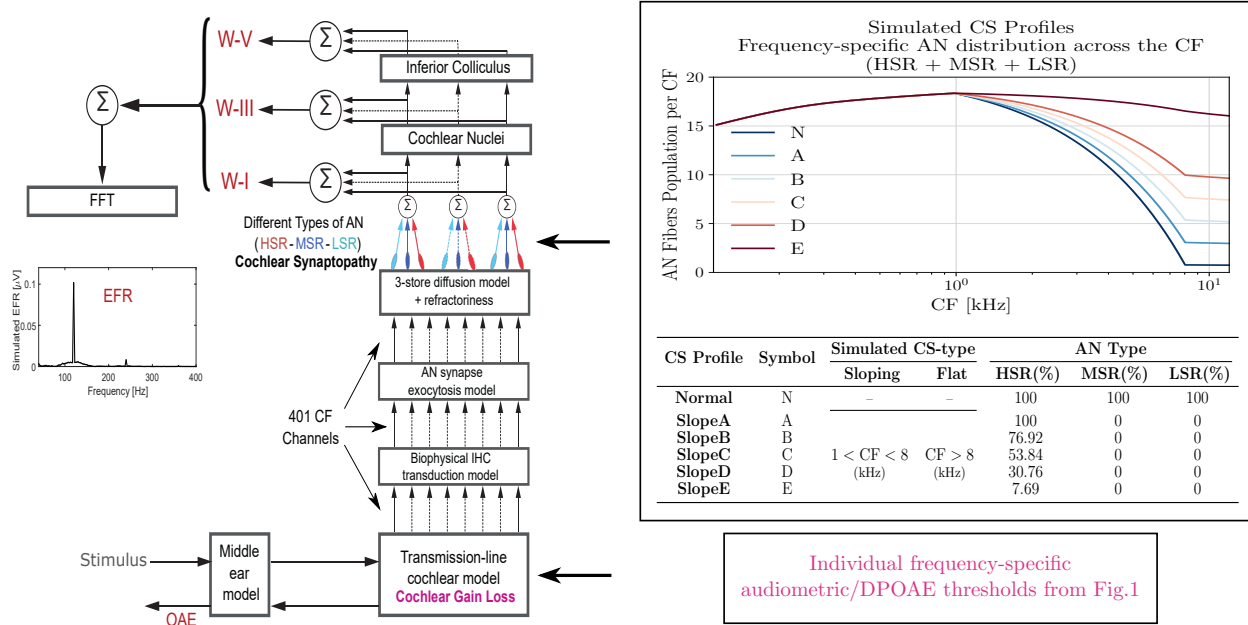 W-V
Σ
Inferior Colliculus
Σ
W-III
Σ
Cochlear Nuclei
W-I
Σ
FFT
Σ Σ Σ
Different Types of AN
(HSR-MSR-LSR)
Cochlear Synaptopathy
3-store diffusion model
+ refractoriness
EFR
Simulated EFR [μV]
0.1
0.05
0
100 200 300 400
Frequency [Hz]
AN synapse
exocytosis model
401 CF
Channels
Biophysical IHC
transduction model
Stimulus
Middle
ear
model
OAE
Transmission-line
cochlear model
Cochlear Gain Loss
Simulated CS Profiles
Frequency-specific AN distribution across the CF
(HSR + MSR + LSR)
AN Fibers Population per CF
20
15
10
5
0
N
A
B
C
D
E
10⁰ 10¹
CF [kHz]
CS Profile Symbol Simulated CS-type AN Type
Sloping Flat HSR(%) MSR(%) LSR(%)
Normal N – – 100 100 100
SlopeA A 100 0 0
SlopeB B 76.92 0 0
SlopeC C 1 < CF < 8 CF > 8 53.84 0 0
SlopeD D (kHz) (kHz) 30.76 0 0
SlopeE E 7.69 0 0
Individual frequency-specific
audiometric/DPOAE thresholds from Fig.1